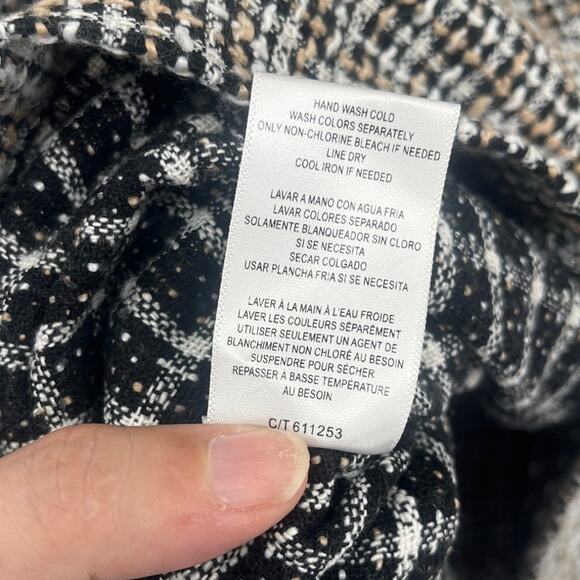 HAND WASH COLD
WASH COLORS SEPARATELY
ONLY NON-CHLORINE BLEACH IF NEEDED
LINE DRY
COOL IRON IF NEEDED
LAVAR A MANO CON AGUA FRIA
LAVAR COLORES SEPARADO
SOLAMENTE BLANQUEADOR SIN CLORO
SI SE NECESITA
SECAR COLGADO
USAR PLANCHA FRIA SI SE NECESITA
LAVER À LA MAIN À L'EAU FROIDE
LAVER LES COULEURS SÉPARÉMENT
UTILISER SEULEMENT UN AGENT DE
BLANCHIMENT NON CHLORÉ AU BESOIN
SUSPENDRE POUR SÉCHER
REPASSER À BASSE TEMPÉRATURE
AU BESOIN
C/T 611253